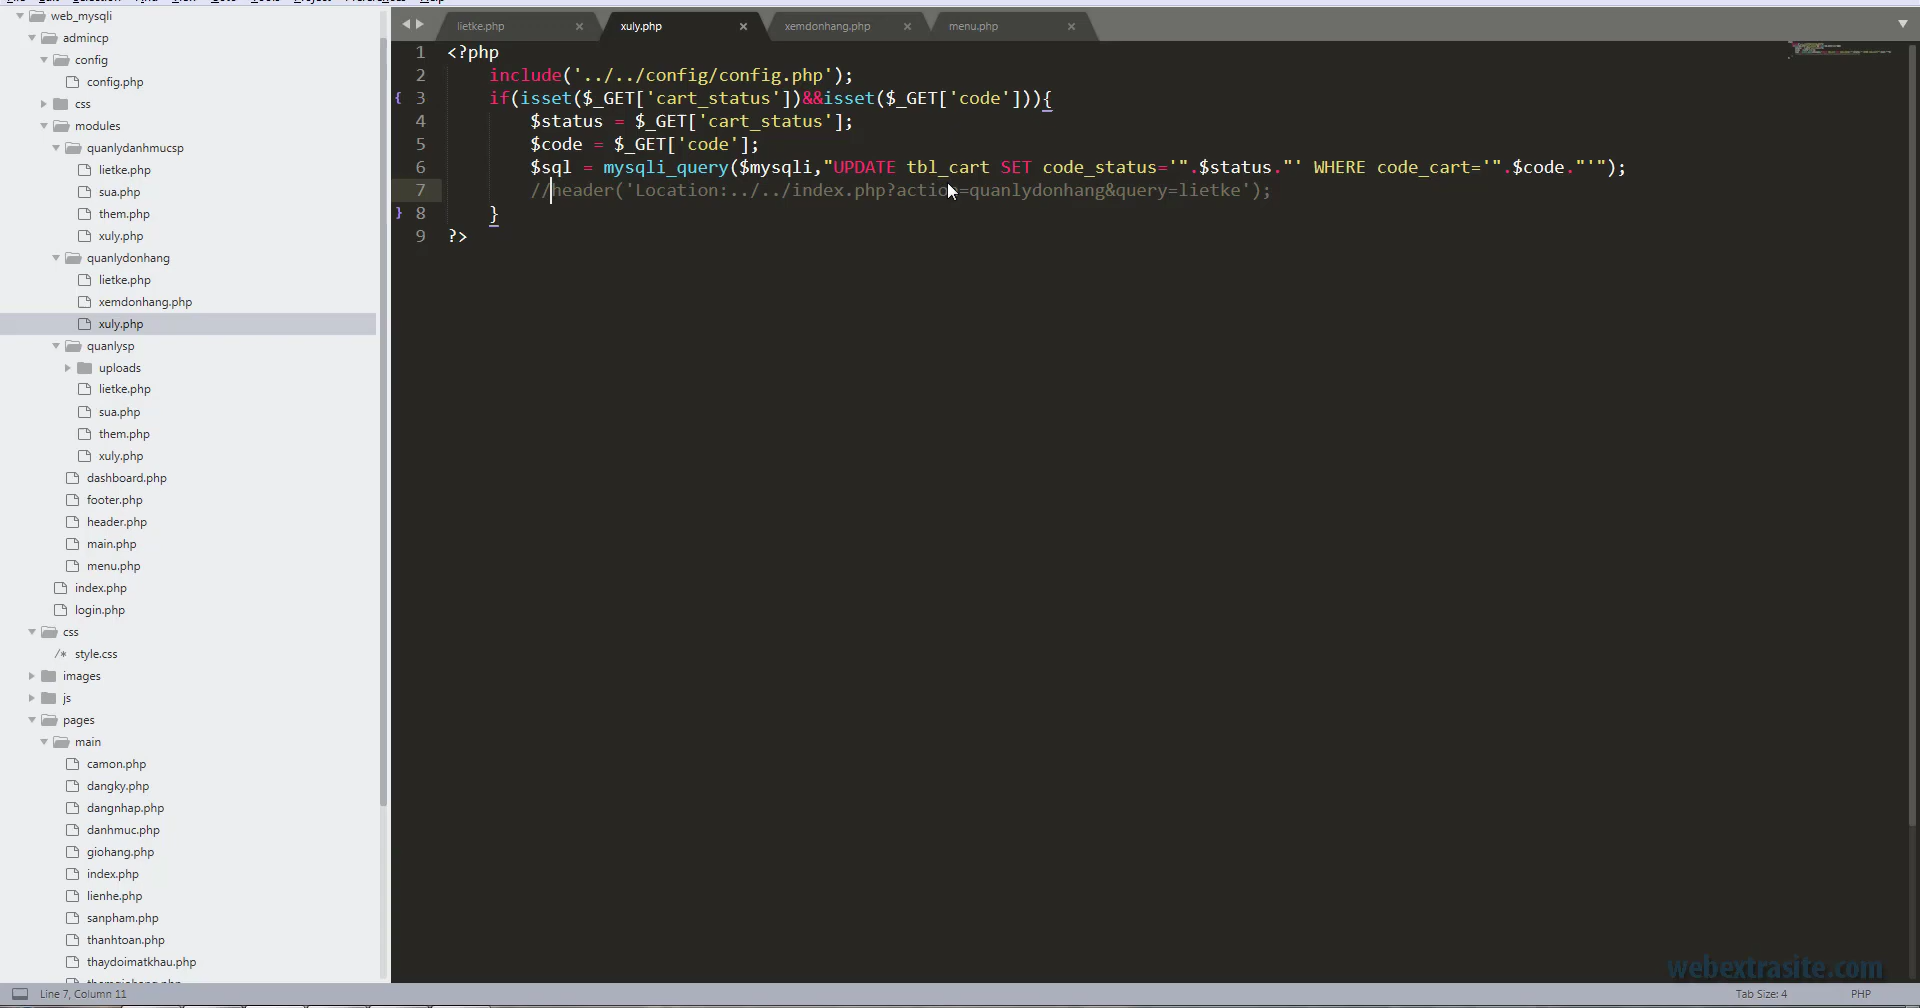 web_mysqli
admincp
config
config.php
css
modules
quanlydanhmucsp
lietke.php
sua.php
them.php
xuly.php
quanlydonhang
lietke.php
xemdonhang.php
xuly.php
quanlysp
uploads
lietke.php
sua.php
them.php
xuly.php
dashboard.php
footer.php
header.php
main.php
menu.php
index.php
login.php
css
/* style.css
images
js
pages
main
camon.php
dangky.php
dangnhap.php
danhmuc.php
giohang.php
index.php
lienhe.php
sanpham.php
thanhtoan.php
thaydoimatkhau.php
lietke.php × xuly.php × xemdonhang.php × menu.php ×
1 <?php
2 include('../../config/config.php');
{ 3 if(isset($_GET['cart_status'])&&isset($_GET['code'])){
4 $status = $_GET['cart_status'];
5 $code = $_GET['code'];
6 $sql = mysqli_query($mysqli,"UPDATE tbl_cart SET code_status='".$status."' WHERE code_cart='".$code."'");
7 //header('Location:../../index.php?action=quanlydonhang&query=lietke');
} 8 }
9 ?>
webextrasite.com
Line 7, Column 11
Tab Size: 4
PHP